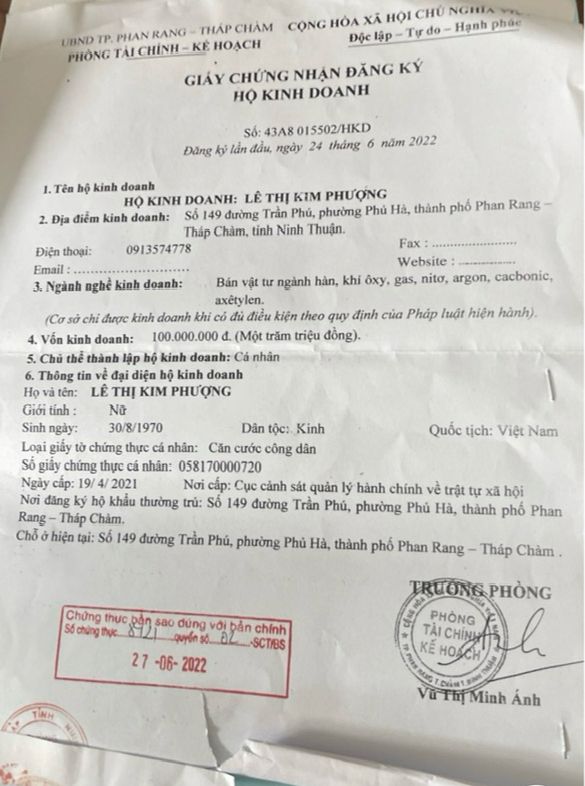 UBND TP. PHAN RANG – THÁP CHÀM
PHÒNG TÀI CHÍNH – KẾ HOẠCH
CỘNG HÒA XÃ HỘI CHỦ NGHĨA
Độc lập – Tự do – Hạnh phúc
GIẤY CHỨNG NHẬN ĐĂNG KÝ
HỘ KINH DOANH
Số: 43A8 015502/HKD
Đăng ký lần đầu, ngày 24 tháng 6 năm 2022
1. Tên hộ kinh doanh
HỘ KINH DOANH: LÊ THỊ KIM PHƯỢNG
2. Địa điểm kinh doanh: Số 149 đường Trần Phú, phường Phủ Hà, thành phố Phan Rang –
Tháp Chàm, tỉnh Ninh Thuận.
Điện thoại: 0913574778 Fax : ....................
Email : ........................... Website : ..............
3. Ngành nghề kinh doanh: Bán vật tư ngành hàn, khí ôxy, gas, nitơ, argon, cacbonic,
axêtylen.
(Cơ sở chỉ được kinh doanh khi có đủ điều kiện theo quy định của Pháp luật hiện hành).
4. Vốn kinh doanh: 100.000.000 đ. (Một trăm triệu đồng).
5. Chủ thể thành lập hộ kinh doanh: Cá nhân
6. Thông tin về đại diện hộ kinh doanh
Họ và tên: LÊ THỊ KIM PHƯỢNG
Giới tính : Nữ
Sinh ngày: 30/8/1970 Dân tộc: Kinh Quốc tịch: Việt Nam
Loại giấy tờ chứng thực cá nhân: Căn cước công dân
Số giấy chứng thực cá nhân: 058170000720
Ngày cấp: 19/ 4/ 2021 Nơi cấp: Cục cảnh sát quản lý hành chính về trật tự xã hội
Nơi đăng ký hộ khẩu thường trú: Số 149 đường Trần Phú, phường Phủ Hà, thành phố Phan
Rang – Tháp Chàm.
Chỗ ở hiện tại: Số 149 đường Trần Phú, phường Phủ Hà, thành phố Phan Rang – Tháp Chàm .
TRƯỞNG PHÒNG
PHÒNG
TÀI CHÍNH
KẾ HOẠCH
Vũ Thị Minh Ánh
Chứng thực bản sao đúng với bản chính
Số chứng thực 8921 quyển số 02 -SCT/BS
27 -06- 2022
TỈNH